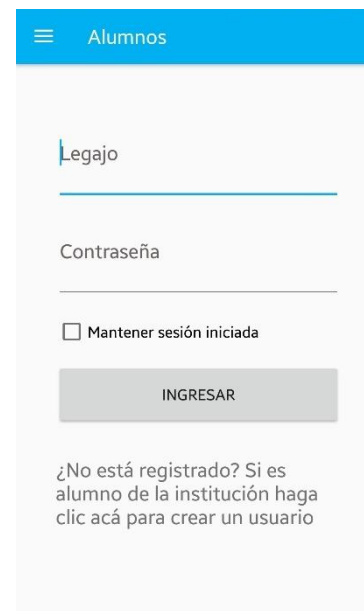 Alumnos
Legajo
Contraseña
Mantener sesión iniciada
INGRESAR
¿No está registrado? Si es
alumno de la institución haga
clic acá para crear un usuario